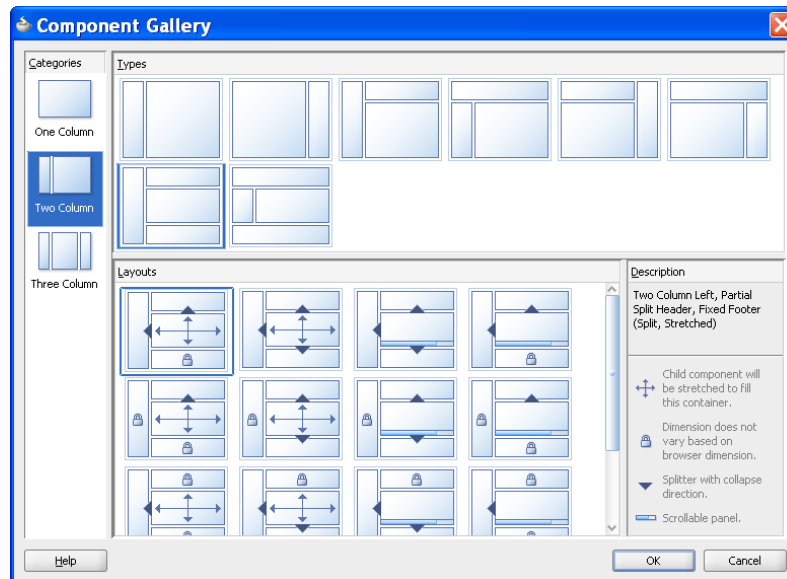 Component Gallery
Categories
Types
One Column
Two Column
Three Column
Layouts
Description
Two Column Left, Partial
Split Header, Fixed Footer
(Split, Stretched)
Child component will
be stretched to fill
this container.
Dimension does not
vary based on
browser dimension.
Splitter with collapse
direction.
Scrollable panel.
Help
OK
Cancel